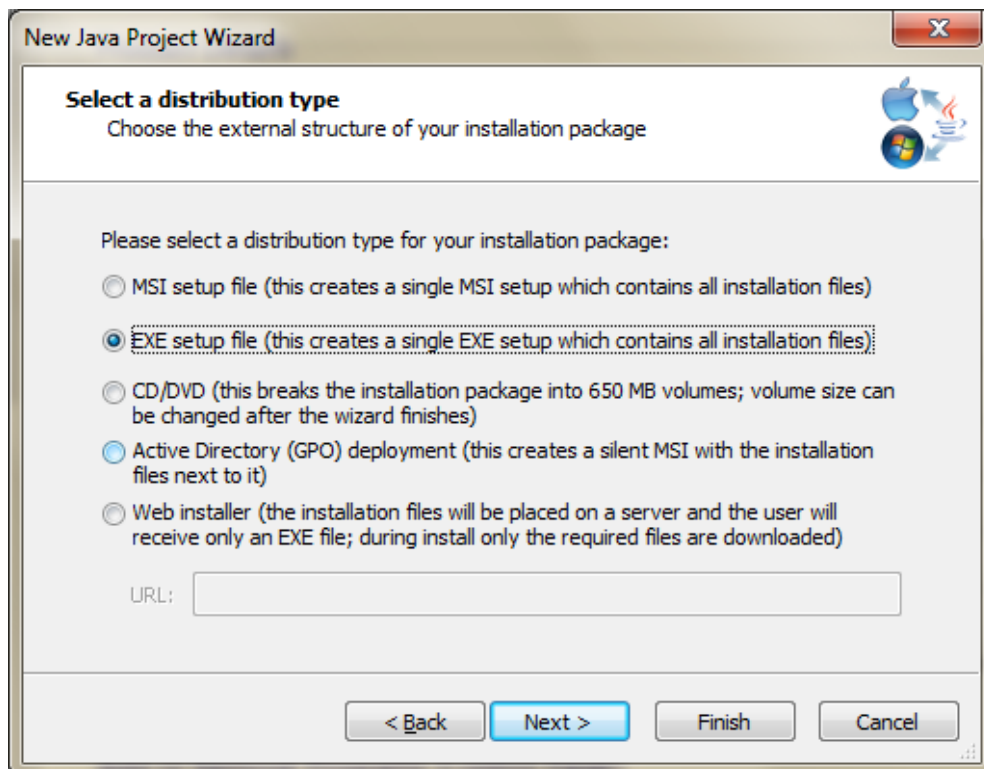 New Java Project Wizard
Select a distribution type
Choose the external structure of your installation package
Please select a distribution type for your installation package:
MSI setup file (this creates a single MSI setup which contains all installation files)
EXE setup file (this creates a single EXE setup which contains all installation files)
CD/DVD (this breaks the installation package into 650 MB volumes; volume size can
be changed after the wizard finishes)
Active Directory (GPO) deployment (this creates a silent MSI with the installation
files next to it)
Web installer (the installation files will be placed on a server and the user will
receive only an EXE file; during install only the required files are downloaded)
URL:
< Back Next > Finish Cancel